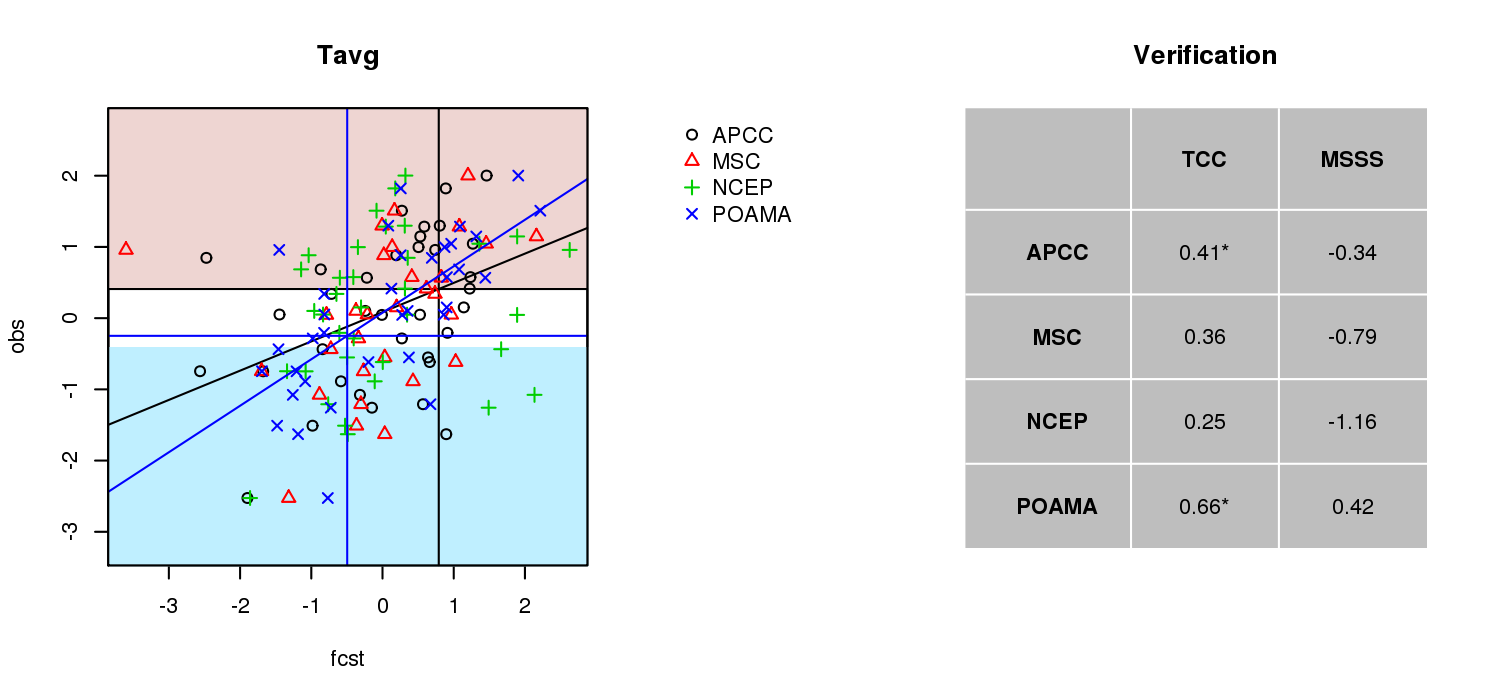 Tavg
obs
2
1
0
-1
-2
-3
-3 -2 -1 0 1 2
fcst
APCC
MSC
NCEP
POAMA
Verification
TCC MSSS
APCC 0.41* -0.34
MSC 0.36 -0.79
NCEP 0.25 -1.16
POAMA 0.66* 0.42